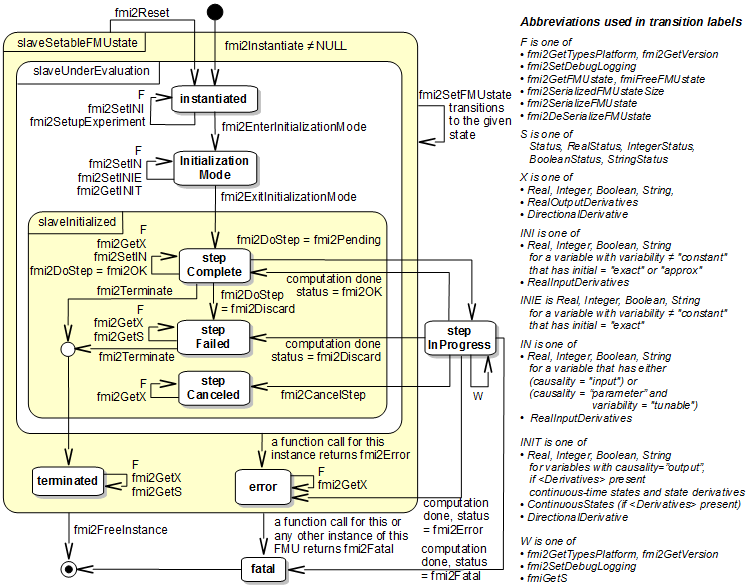 fmi2Reset
slaveSetableFMUstate
fmi2Instantiate ≠ NULL
slaveUnderEvaluation
F
fmi2SetINI
fmi2SetupExperiment
instantiated
fmi2SetFMUstate
transitions
to the given
state
fmi2EnterInitializationMode
F
fmi2SetIN
fmi2SetINIE
fmi2GetINIT
Initialization
Mode
fmi2ExitInitializationMode
slaveInitialized
F
fmi2GetX
fmi2SetIN
fmi2DoStep = fmi2OK
step
Complete
fmi2DoStep = fmi2Pending
computation done
status = fmi2OK
fmi2Terminate
fmi2DoStep
= fmi2Discard
F
fmi2GetX
fmi2GetS
step
Failed
fmi2Terminate
computation done
status = fmi2Discard
step
InProgress
W
step
Canceled
fmi2GetX
fmi2CancelStep
a function call for this
instance returns fmi2Error
terminated
F
fmi2GetX
fmi2GetS
error
F
fmi2GetX
computation
done, status
= fmi2Error
fmi2FreeInstance
a function call for this or
any other instance of this
FMU returns fmi2Fatal
fatal
computation
done, status
= fmi2Fatal
Abbreviations used in transition labels
F is one of
• fmi2GetTypesPlatform, fmi2GetVersion
• fmi2SetDebugLogging
• fmi2GetFMUstate, fmiFreeFMUstate
• fmi2SerializedFMUstateSize
• fmi2SerializeFMUstate
• fmi2DeSerializeFMUstate
S is one of
Status, RealStatus, IntegerStatus,
BooleanStatus, StringStatus
X is one of
• Real, Integer, Boolean, String,
• RealOutputDerivatives
• DirectionalDerivative
INI is one of
• Real, Integer, Boolean, String
for a variable with variability ≠ "constant"
that has initial = "exact" or "approx"
• RealInputDerivatives
INIE is Real, Integer, Boolean, String
for a variable with variability ≠ "constant"
that has initial = "exact"
IN is one of
• Real, Integer, Boolean, String
for a variable that has either
(causality = "input") or
(causality = "parameter" and
variability = "tunable")
• RealInputDerivatives
INIT is one of
• Real, Integer, Boolean, String
for variables with causality="output",
if <Derivatives> present
continuous-time states and state derivatives
• ContinuousStates (if <Derivatives> present)
• DirectionalDerivative
W is one of
• fmi2GetTypesPlatform, fmi2GetVersion
• fmi2SetDebugLogging
• fmiGetS